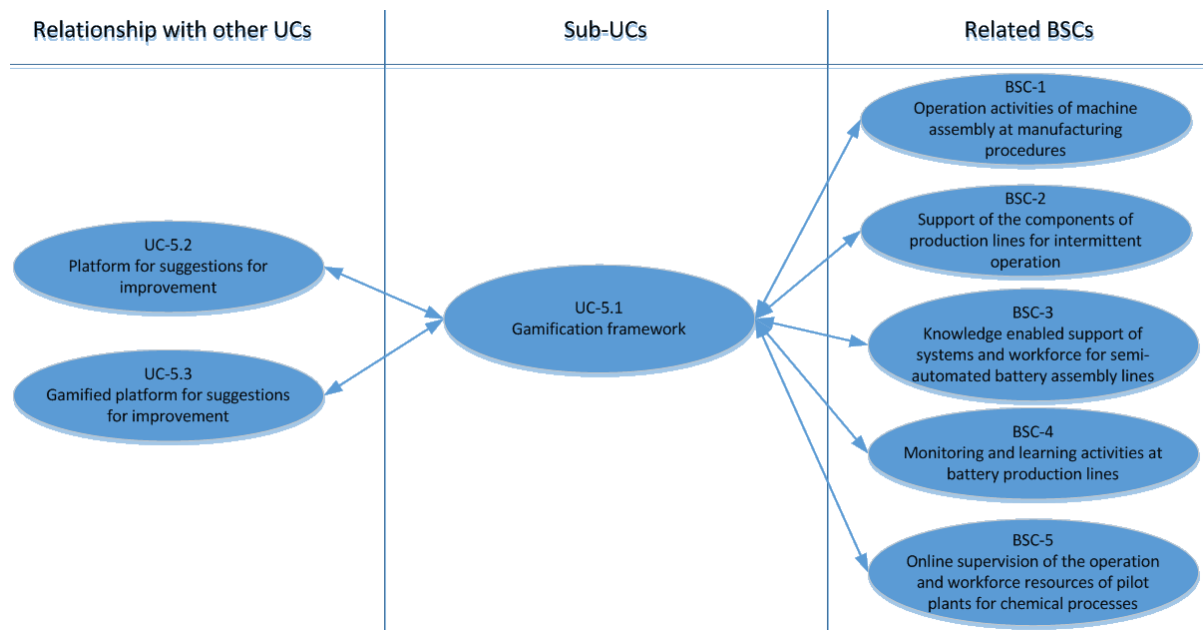 Relationship with other UCs
Sub-UCs
Related BSCs
UC-5.2
Platform for suggestions for
improvement
UC-5.3
Gamified platform for suggestions
for improvement
UC-5.1
Gamification framework
BSC-1
Operation activities of machine
assembly at manufacturing
procedures
BSC-2
Support of the components of
production lines for intermittent
operation
BSC-3
Knowledge enabled support of
systems and workforce for semi-
automated battery assembly lines
BSC-4
Monitoring and learning activities at
battery production lines
BSC-5
Online supervision of the operation
and workforce resources of pilot
plants for chemical processes